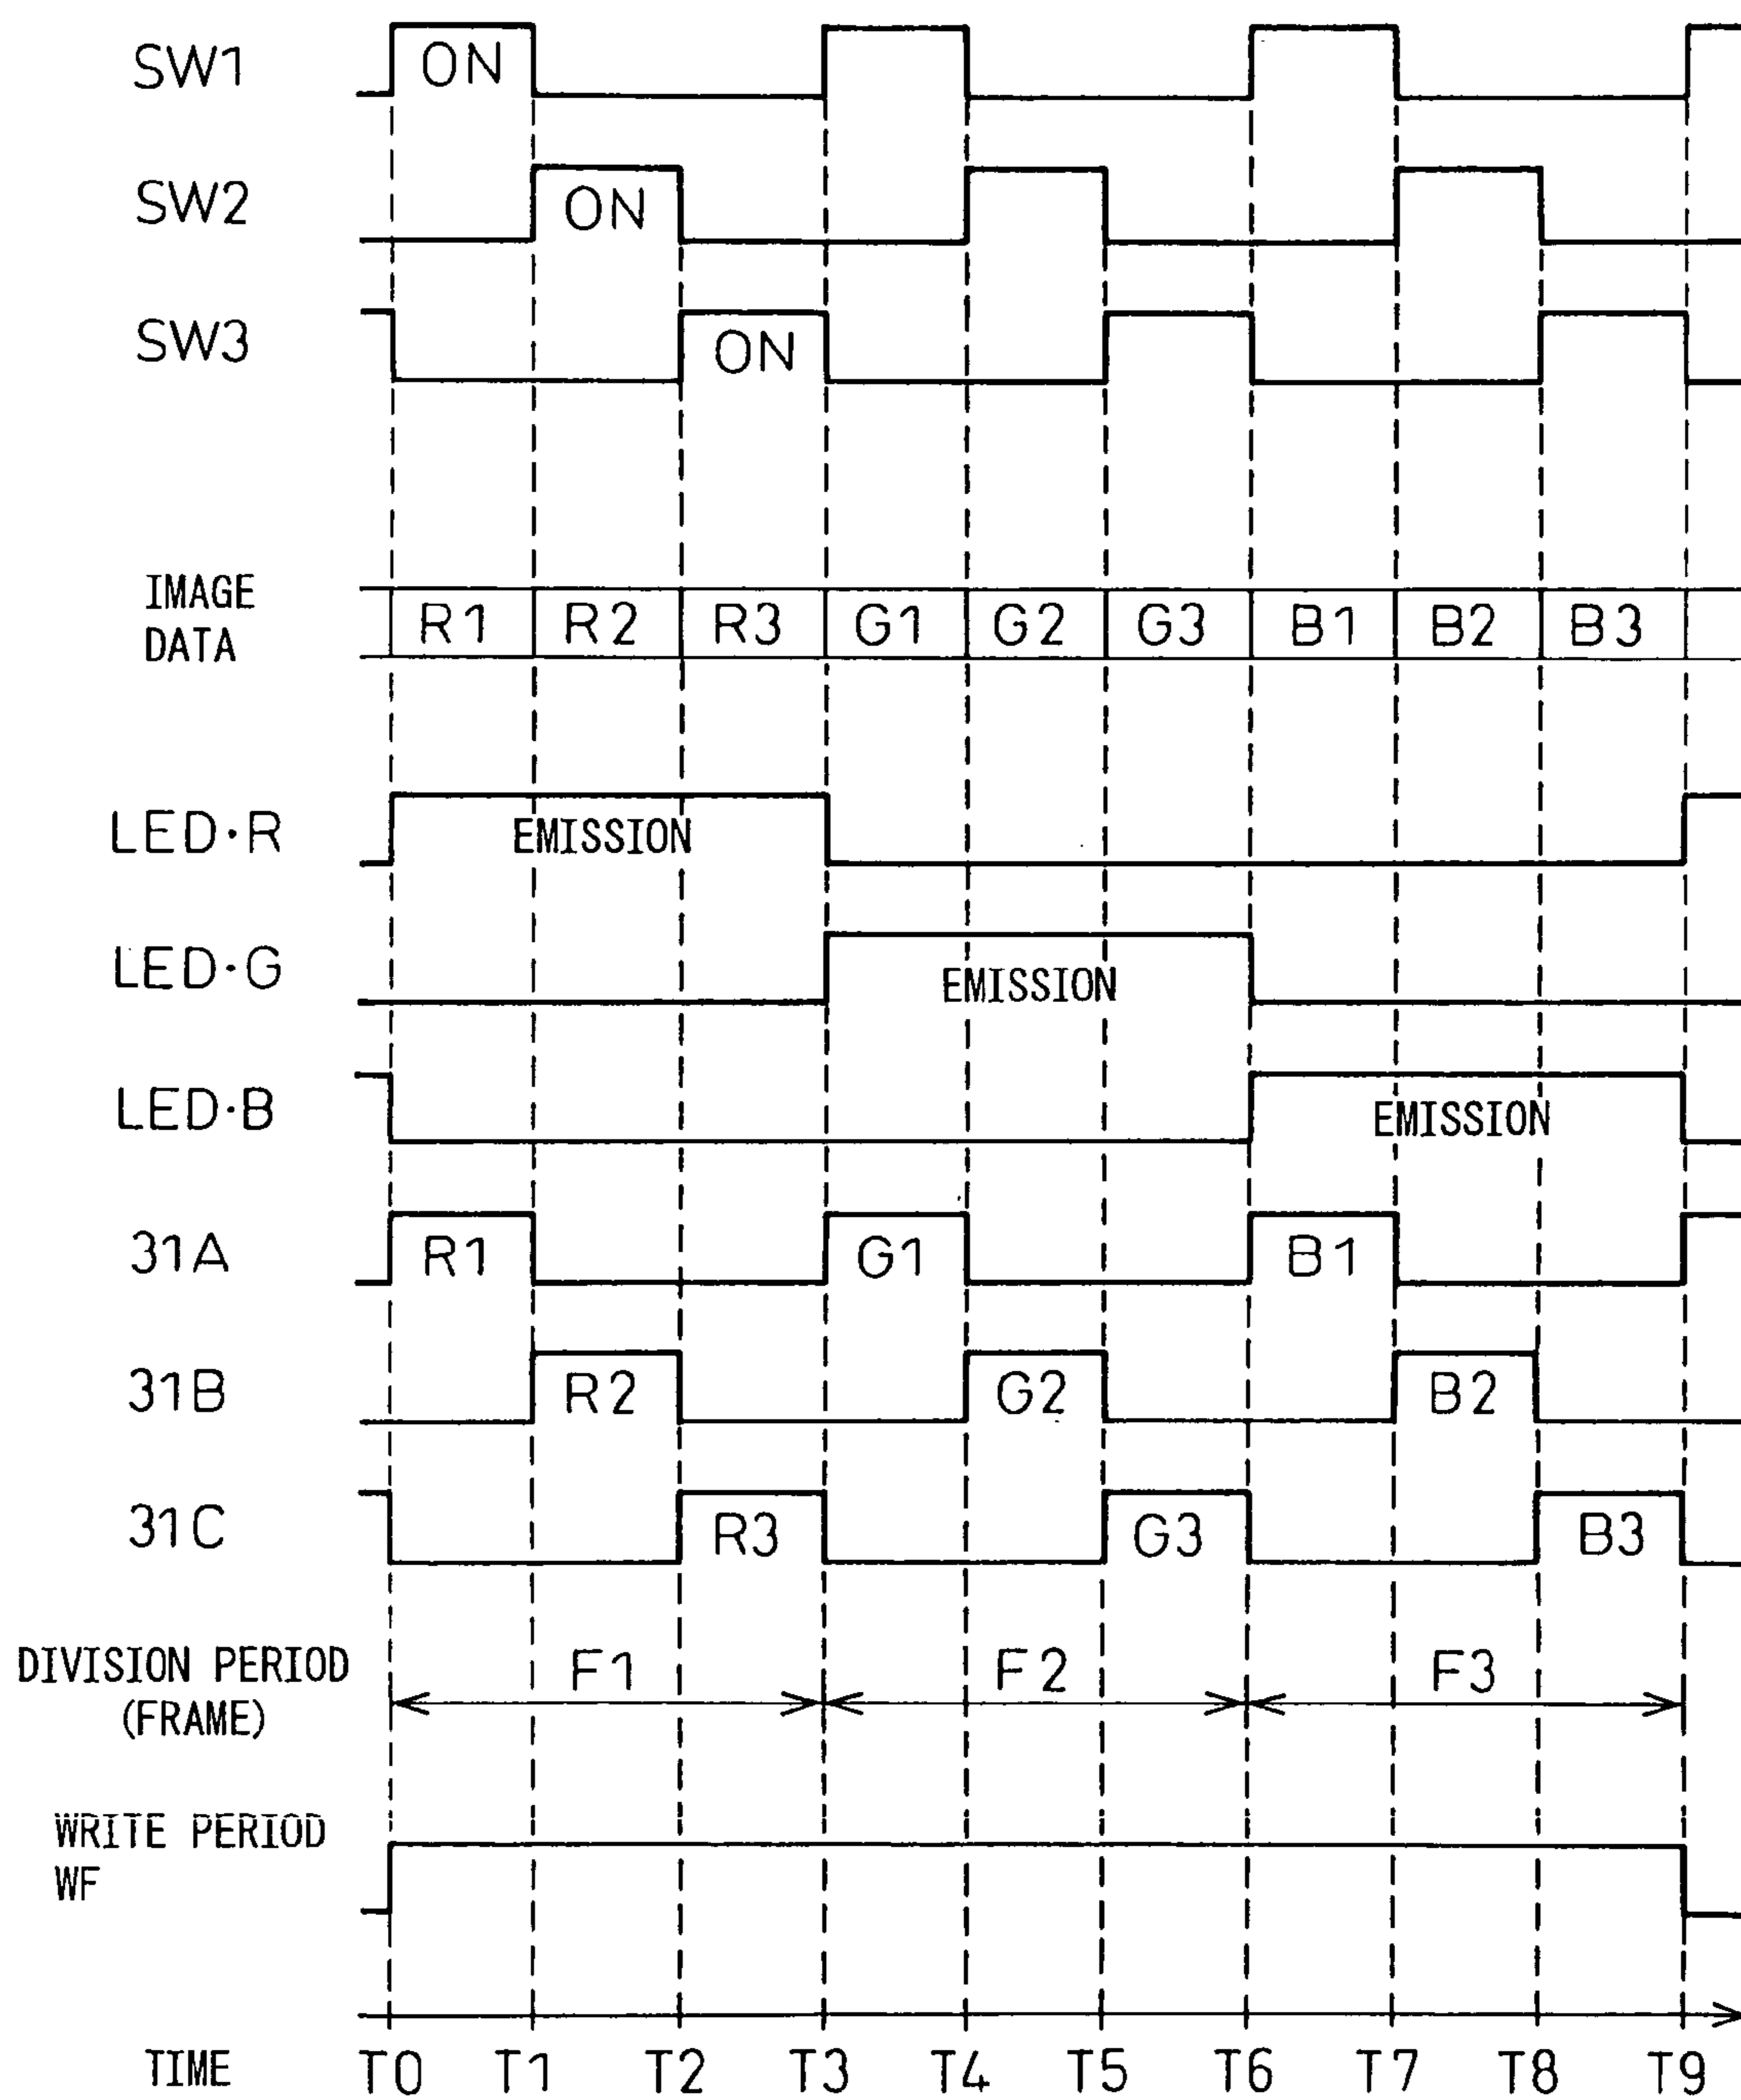 SW1 ON
SW2 ON
SW3 ON
IMAGE
DATA R1 R2 R3 G1 G2 G3 B1 B2 B3
LED·R EMISSION
LED·G EMISSION
LED·B EMISSION
31A R1 G1 B1
31B R2 G2 B2
31C R3 G3 B3
DIVISION PERIOD F1 F2 F3
(FRAME)
WRITE PERIOD
WF
TIME T0 T1 T2 T3 T4 T5 T6 T7 T8 T9